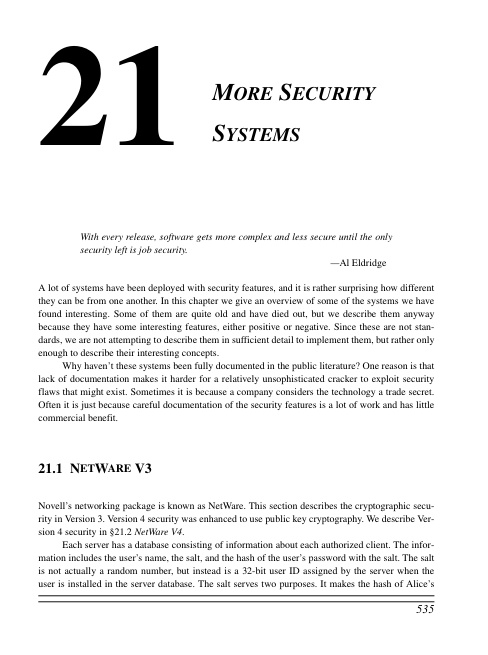 21
MORE SECURITY
SYSTEMS
With every release, software gets more complex and less secure until the only
security left is job security.
—Al Eldridge
A lot of systems have been deployed with security features, and it is rather surprising how different
they can be from one another. In this chapter we give an overview of some of the systems we have
found interesting. Some of them are quite old and have died out, but we describe them anyway
because they have some interesting features, either positive or negative. Since these are not stan-
dards, we are not attempting to describe them in sufficient detail to implement them, but rather only
enough to describe their interesting concepts.
Why haven't these systems been fully documented in the public literature? One reason is that
lack of documentation makes it harder for a relatively unsophisticated cracker to exploit security
flaws that might exist. Sometimes it is because a company considers the technology a trade secret.
Often it is just because careful documentation of the security features is a lot of work and has little
commercial benefit.
21.1 NETWARE V3
Novell's networking package is known as NetWare. This section describes the cryptographic secu-
rity in Version 3. Version 4 security was enhanced to use public key cryptography. We describe Ver-
sion 4 security in §21.2 NetWare V4.
Each server has a database consisting of information about each authorized client. The infor-
mation includes the user's name, the salt, and the hash of the user's password with the salt. The salt
is not actually a random number, but instead is a 32-bit user ID assigned by the server when the
user is installed in the server database. The salt serves two purposes. It makes the hash of Alice's
535